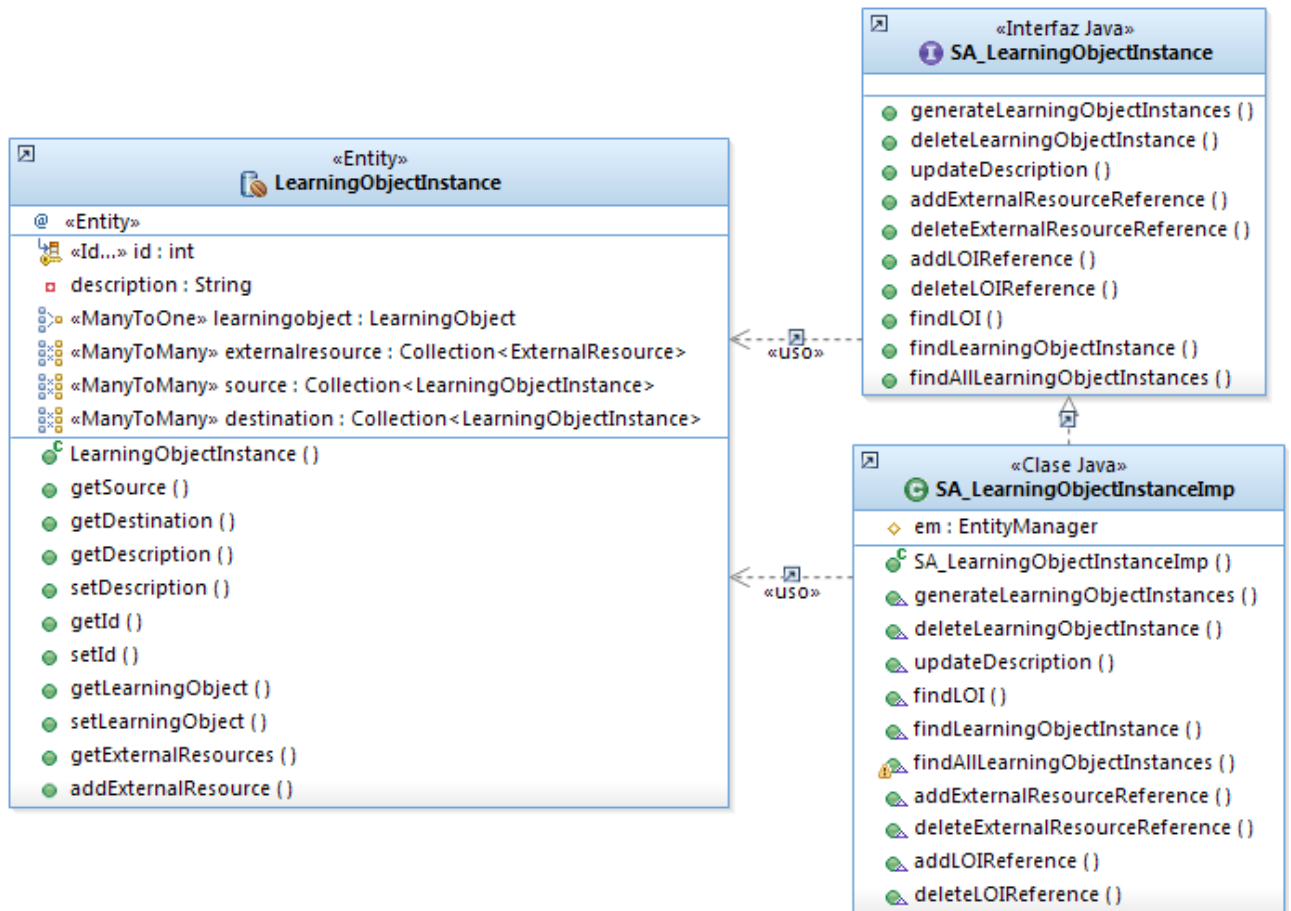 «Interfaz Java»
SA_LearningObjectInstance
generateLearningObjectInstances ( )
deleteLearningObjectInstance ( )
updateDescription ( )
addExternalResourceReference ( )
deleteExternalResourceReference ( )
addLOIReference ( )
deleteLOIReference ( )
findLOI ( )
findLearningObjectInstance ( )
findAllLearningObjectInstances ( )
«Entity»
LearningObjectInstance
@ «Entity»
«Id...» id : int
description : String
«ManyToOne» learningobject : LearningObject
«ManyToMany» externalresource : Collection<ExternalResource>
«ManyToMany» source : Collection<LearningObjectInstance>
«ManyToMany» destination : Collection<LearningObjectInstance>
LearningObjectInstance ( )
getSource ( )
getDestination ( )
getDescription ( )
setDescription ( )
getId ( )
setId ( )
getLearningObject ( )
setLearningObject ( )
getExternalResources ( )
addExternalResource ( )
«uso»
«uso»
«Clase Java»
SA_LearningObjectInstanceImp
em : EntityManager
SA_LearningObjectInstanceImp ( )
generateLearningObjectInstances ( )
deleteLearningObjectInstance ( )
updateDescription ( )
findLOI ( )
findLearningObjectInstance ( )
findAllLearningObjectInstances ( )
addExternalResourceReference ( )
deleteExternalResourceReference ( )
addLOIReference ( )
deleteLOIReference ( )